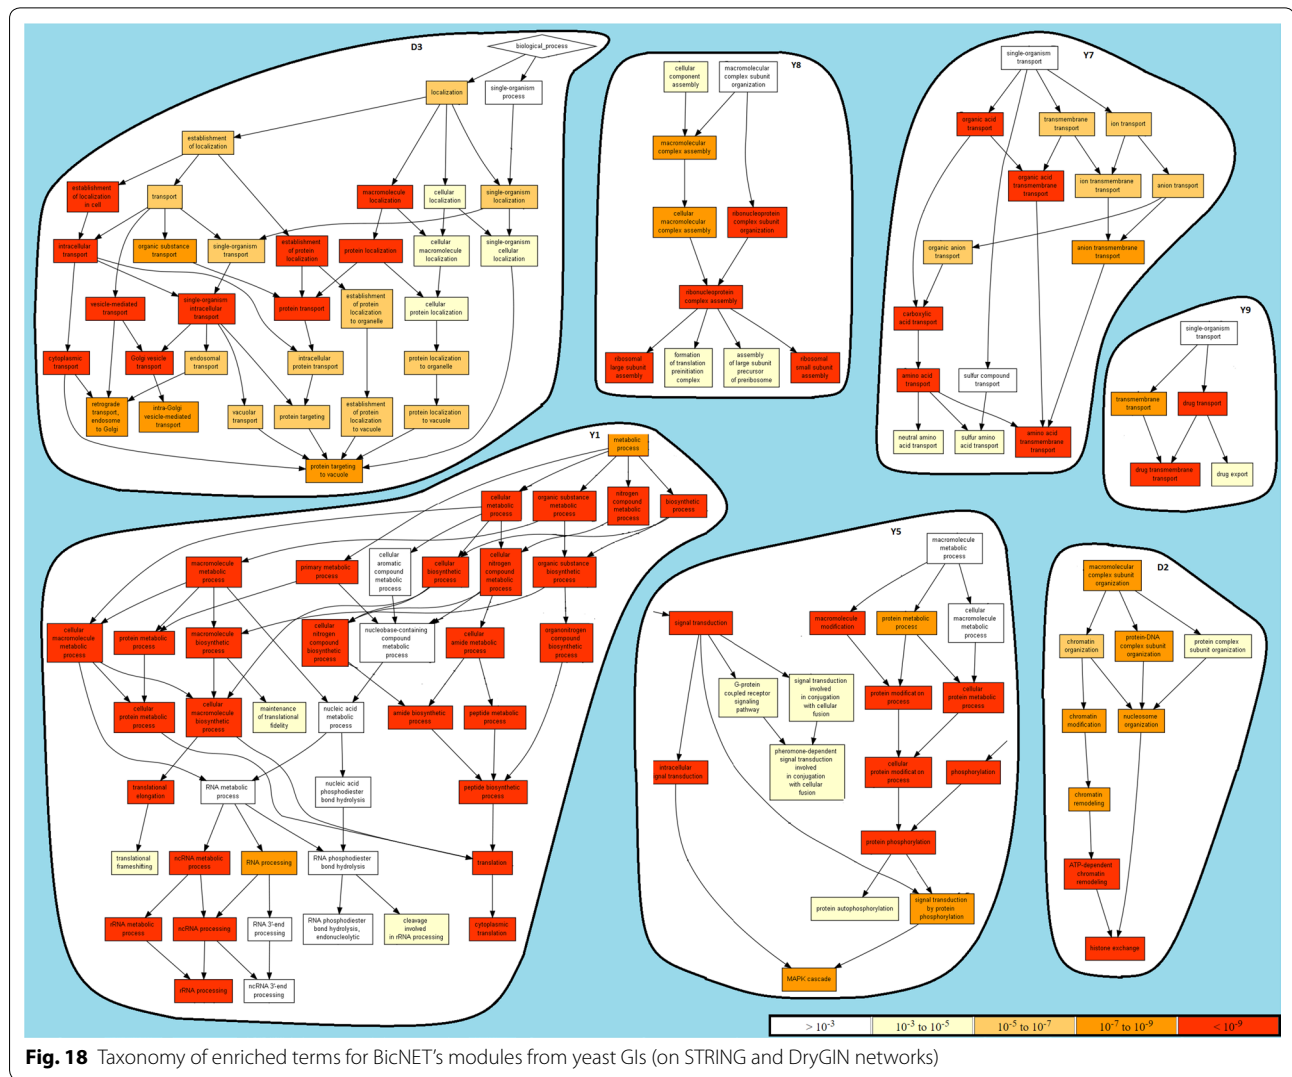 D3
biological_process
localization
single-organism
process
establishment
of localization
establishment
of localization
in cell
transport
macromolecule
localization
cellular
localization
single-organism
localization
intracellular
transport
organic substance
transport
single-organism
transport
establishment
of protein
localization
protein localization
cellular
macromolecule
localization
single-organism
cellular
localization
vesicle-mediated
transport
single-organism
intracellular
transport
protein transport
establishment
of protein
localization
to organelle
cellular
protein localization
cytoplasmic
transport
Golgi vesicle
transport
endosomal
transport
intracellular
protein transport
protein localization
to organelle
retrograde
transport,
endosome
to Golgi
intra-Golgi
vesicle-mediated
transport
vacuolar
transport
protein targeting
establishment
of protein
localization
to vacuole
protein localization
to vacuole
protein targeting
to vacuole
Y8
cellular
component
assembly
macromolecular
complex subunit
organization
macromolecular
complex assembly
cellular
macromolecular
complex assembly
ribonucleoprotein
complex subunit
organization
ribonucleoprotein
complex assembly
ribosomal
large subunit
assembly
formation
of translation
preinitiation
complex
assembly
of large subunit
precursor
of preribosome
ribosomal
small subunit
assembly
Y7
single-organism
transport
organic acid
transport
transmembrane
transport
ion transport
organic acid
transmembrane
transport
ion transmembrane
transport
anion transport
organic anion
transport
anion transmembrane
transport
carboxylic
acid transport
amino acid
transport
sulfur compound
transport
neutral amino
acid transport
sulfur amino
acid transport
amino acid
transmembrane
transport
Y9
single-organism
transport
transmembrane
transport
drug transport
drug transmembrane
transport
drug export
Y1
metabolic
process
cellular
metabolic
process
organic substance
metabolic
process
nitrogen
compound
metabolic
process
biosynthetic
process
macromolecule
metabolic
process
primary metabolic
process
cellular
aromatic
compound
metabolic
process
cellular
biosynthetic
process
cellular
nitrogen
compound
metabolic
process
organic substance
biosynthetic
process
cellular
macromolecule
metabolic
process
protein metabolic
process
macromolecule
biosynthetic
process
cellular
nitrogen
compound
biosynthetic
process
nucleobase-containing
compound
metabolic
process
cellular
amide metabolic
process
organonitrogen
compound
biosynthetic
process
cellular
protein metabolic
process
cellular
macromolecule
biosynthetic
process
maintenance
of translational
fidelity
nucleic acid
metabolic
process
amide biosynthetic
process
peptide metabolic
process
translational
elongation
RNA metabolic
process
nucleic acid
phosphodiester
bond hydrolysis
peptide biosynthetic
process
translational
frameshifting
ncRNA metabolic
process
RNA processing
RNA phosphodiester
bond hydrolysis
translation
rRNA metabolic
process
ncRNA processing
RNA 3'-end
processing
RNA phosphodiester
bond hydrolysis,
endonucleolytic
cleavage
involved
in rRNA processing
cytoplasmic
translation
rRNA processing
ncRNA 3'-end
processing
Y5
macromolecule
metabolic
process
signal transduction
macromolecule
modification
protein metabolic
process
cellular
macromolecule
metabolic
process
G-protein
coupled receptor
signaling
pathway
signal transduction
involved
in conjugation
with cellular
fusion
protein modification
process
cellular
protein metabolic
process
intracellular
signal transduction
pheromone-dependent
signal transduction
involved
in conjugation
with cellular
fusion
cellular
protein modification
process
phosphorylation
protein phosphorylation
protein autophosphorylation
signal transduction
by protein
phosphorylation
MAPK cascade
D2
macromolecular
complex subunit
organization
chromatin
organization
protein-DNA
complex subunit
organization
protein complex
subunit organization
chromatin
modification
nucleosome
organization
chromatin
remodeling
ATP-dependent
chromatin
remodeling
histone exchange
> 10⁻³
10⁻³ to 10⁻⁵
10⁻⁵ to 10⁻⁷
10⁻⁷ to 10⁻⁹
< 10⁻⁹
Fig. 18 Taxonomy of enriched terms for BicNET's modules from yeast GIs (on STRING and DryGIN networks)